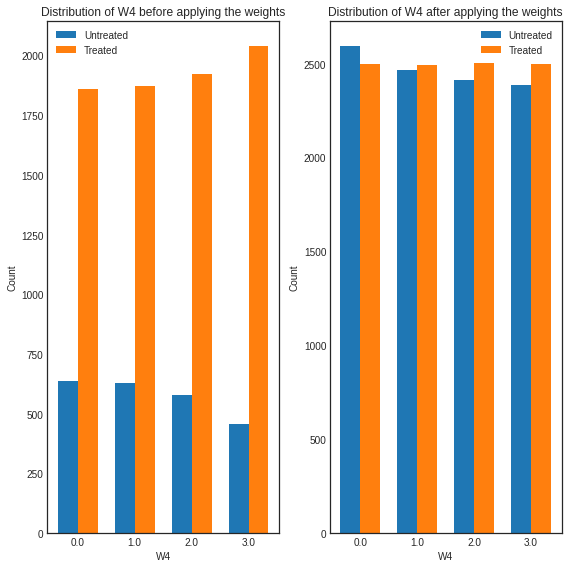 Distribution of W4 before applying the weights
Untreated
Treated
2000
1750
1500
1250
1000
750
500
250
0
Count
0.0 1.0 2.0 3.0
W4
Distribution of W4 after applying the weights
Untreated
Treated
2500
2000
1500
1000
500
0
Count
0.0 1.0 2.0 3.0
W4